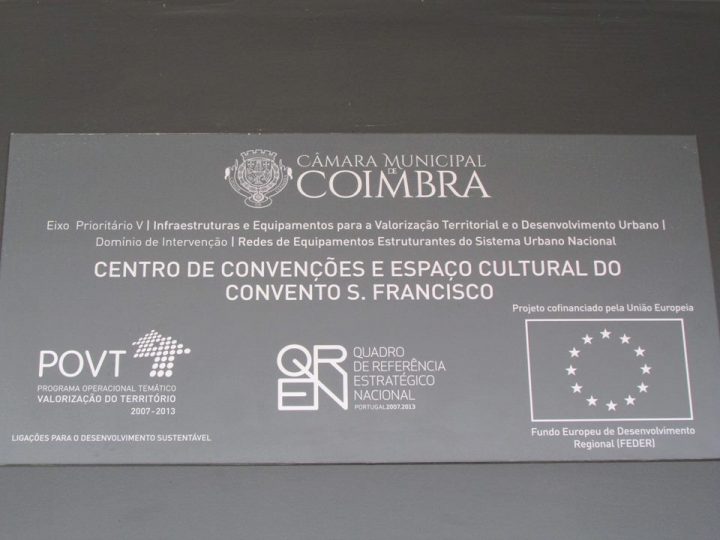 CÂMARA MUNICIPAL
DE
COIMBRA
Eixo Prioritário V | Infraestruturas e Equipamentos para a Valorização Territorial e o Desenvolvimento Urbano |
Domínio de Intervenção | Redes de Equipamentos Estruturantes do Sistema Urbano Nacional
CENTRO DE CONVENÇÕES E ESPAÇO CULTURAL DO
CONVENTO S. FRANCISCO
Projeto cofinanciado pela União Europeia
POVT
PROGRAMA OPERACIONAL TEMÁTICO
VALORIZAÇÃO DO TERRITÓRIO
2007-2013
LIGAÇÕES PARA O DESENVOLVIMENTO SUSTENTÁVEL
QR
EN
QUADRO
DE REFERÊNCIA
ESTRATÉGICO
NACIONAL
PORTUGAL2007.2013
Fundo Europeu de Desenvolvimento
Regional (FEDER)